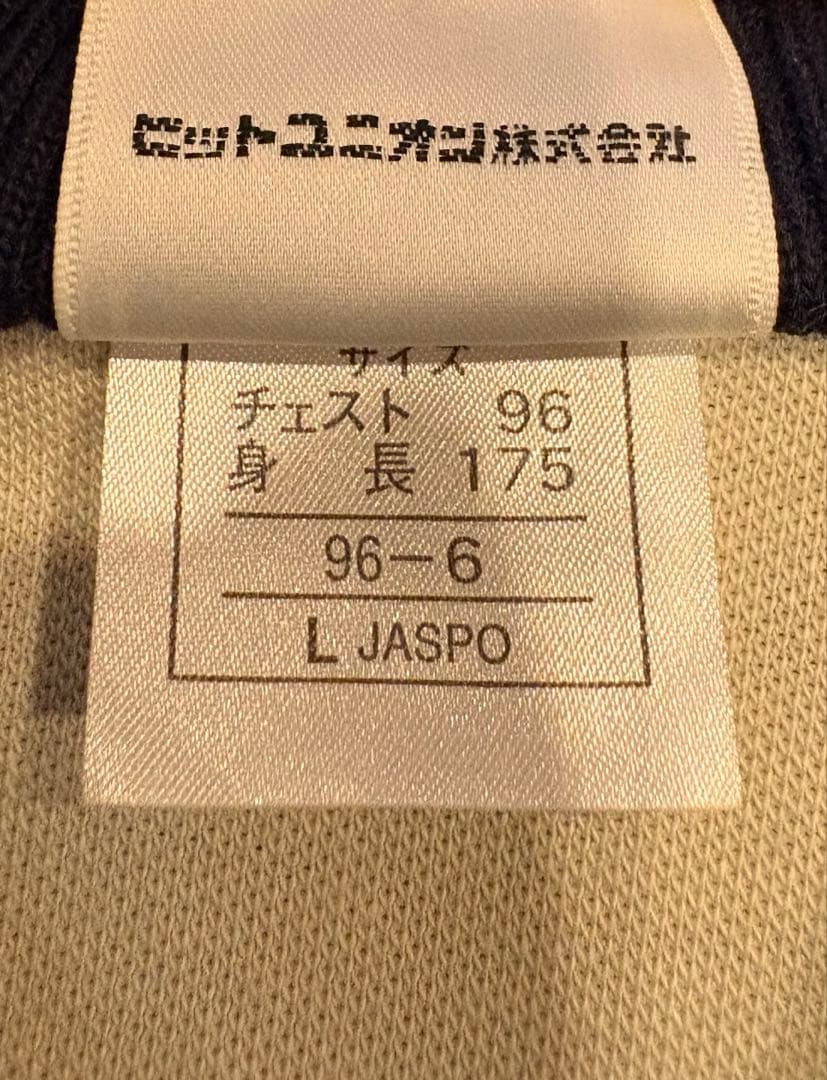 ヒットユニオン株式会社
サイズ
チェスト 96
身 長 175
96-6
L JASPO